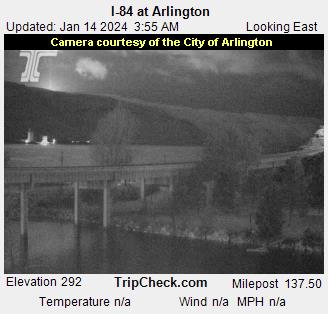 I-84 at Arlington
Updated: Jan 14 2024 3:55 AM Looking East
Camera courtesy of the City of Arlington
Elevation 292 TripCheck.com Milepost 137.50
Temperature n/a Wind n/a MPH n/a